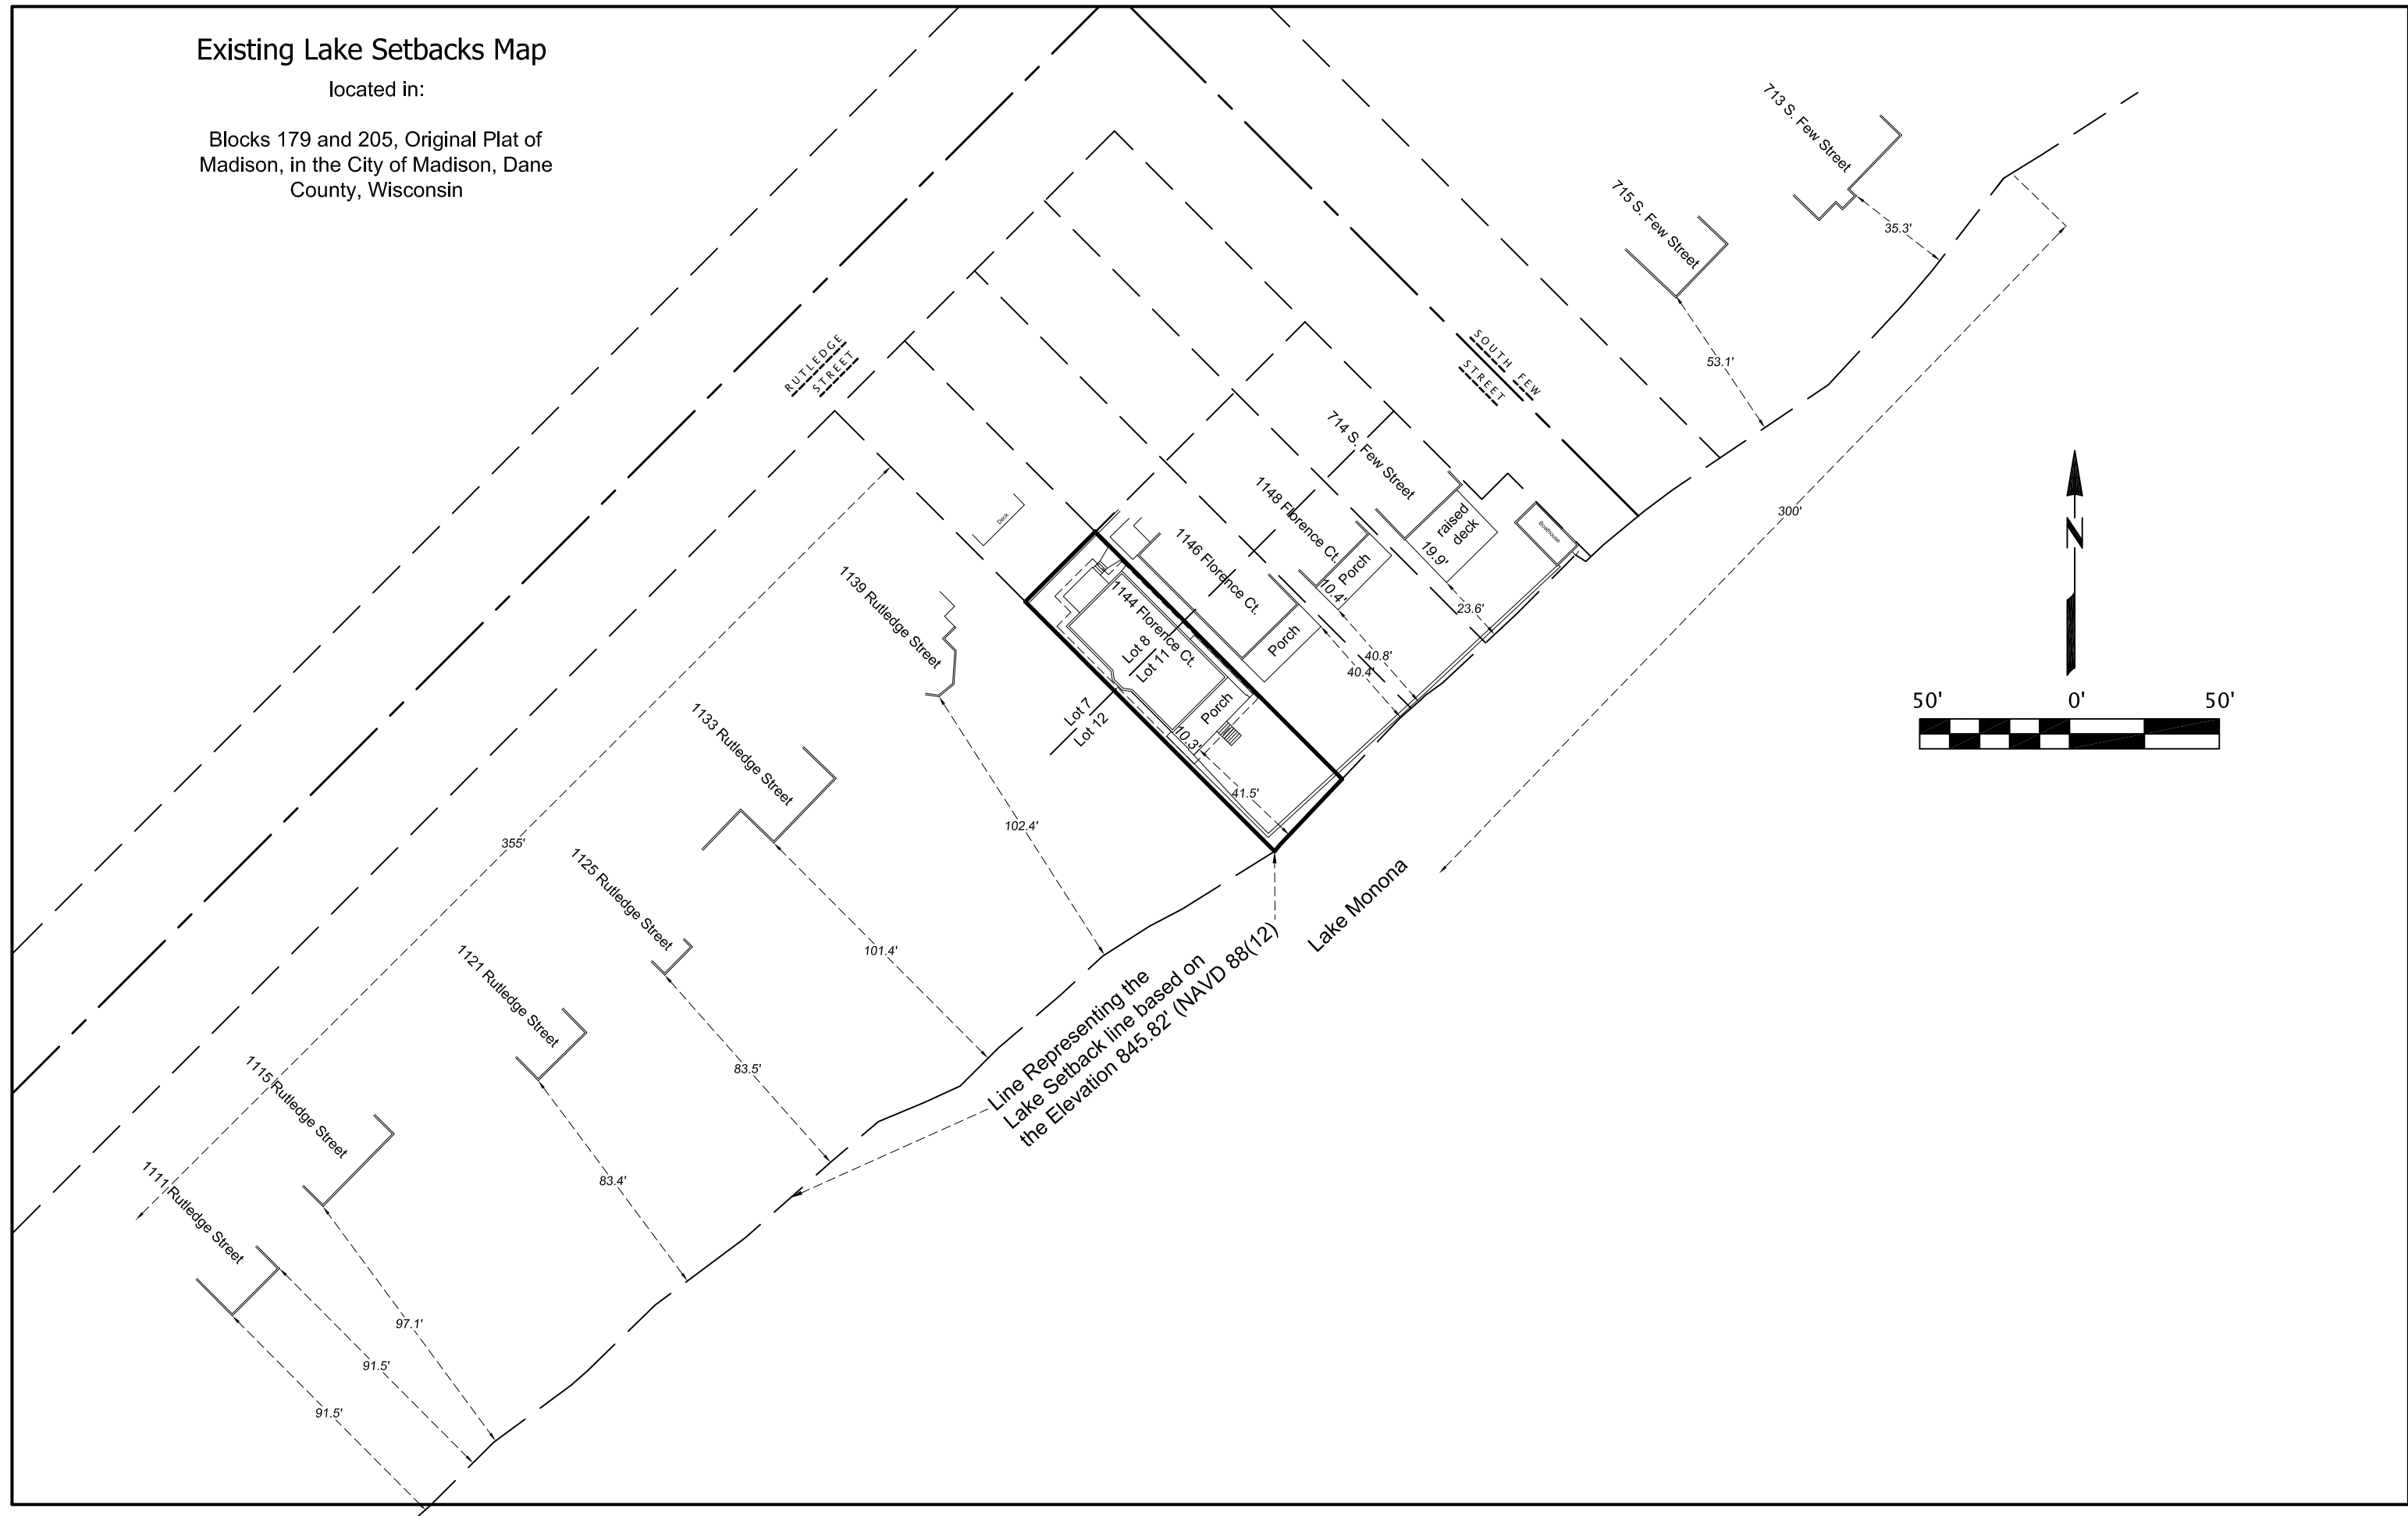 Existing Lake Setbacks Map
located in:
Blocks 179 and 205, Original Plat of
Madison, in the City of Madison, Dane
County, Wisconsin
713 S. Few Street
35.3'
715 S. Few Street
53.1'
300'
RUTLEDGE
STREET
SOUTH FEW
STREET
714 S. Few Street
raised
deck
19.9'
23.6'
Boathouse
1148 Florence Ct.
Porch
10.4'
40.8'
1146 Florence Ct.
Porch
40.4'
1144 Florence Ct.
Lot 8
Lot 11
Porch
10.3'
41.5'
Lot 7
Lot 12
Deck
1139 Rutledge Street
102.4'
1133 Rutledge Street
101.4'
355'
1125 Rutledge Street
83.5'
1121 Rutledge Street
83.4'
1115 Rutledge Street
97.1'
1111 Rutledge Street
91.5'
91.5'
Line Representing the
Lake Setback line based on
the Elevation 845.82' (NAVD 88(12)
Lake Monona
N
50'
0'
50'